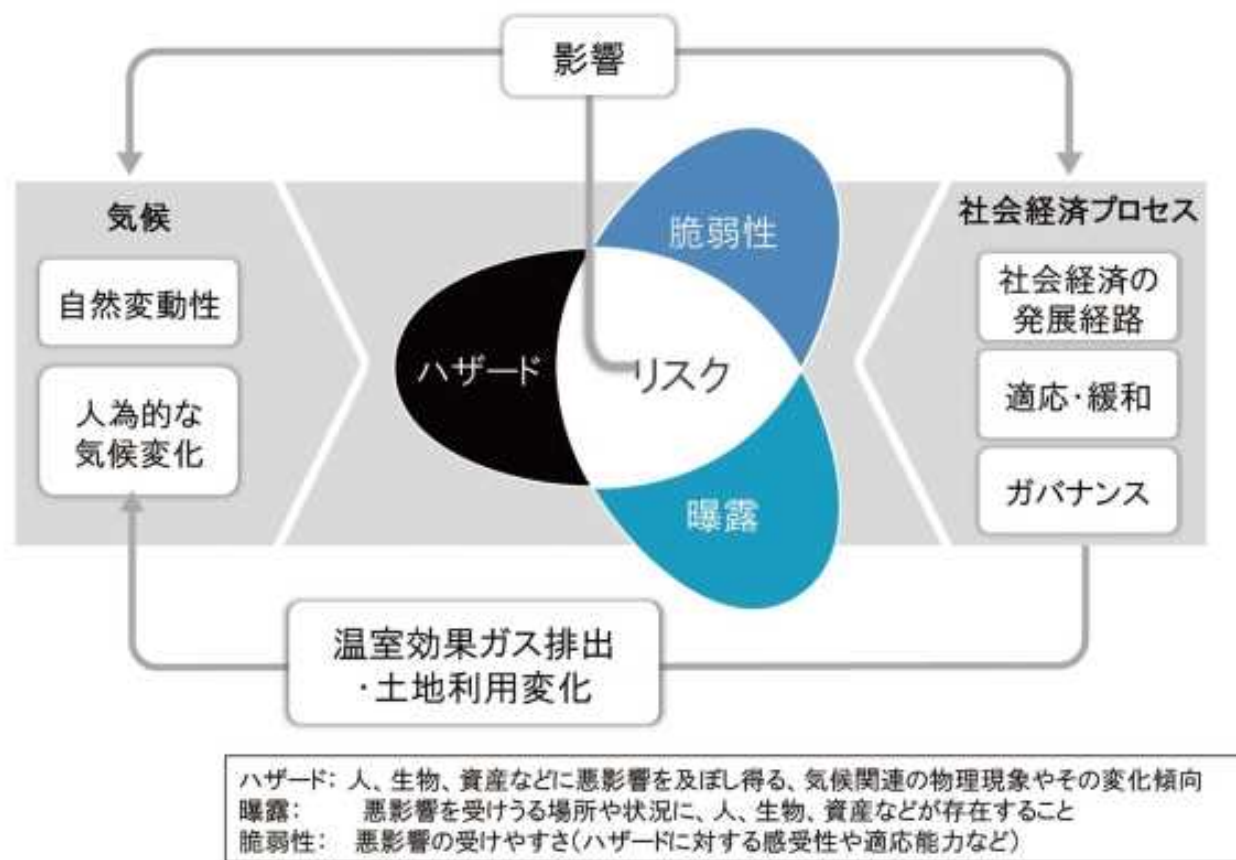 影響
気候
自然変動性
人為的な
気候変化
脆弱性
ハザード
リスク
曝露
社会経済プロセス
社会経済の
発展経路
適応・緩和
ガバナンス
温室効果ガス排出
・土地利用変化
ハザード: 人、生物、資産などに悪影響を及ぼし得る、気候関連の物理現象やその変化傾向
曝露: 悪影響を受けうる場所や状況に、人、生物、資産などが存在すること
脆弱性: 悪影響の受けやすさ(ハザードに対する感受性や適応能力など)